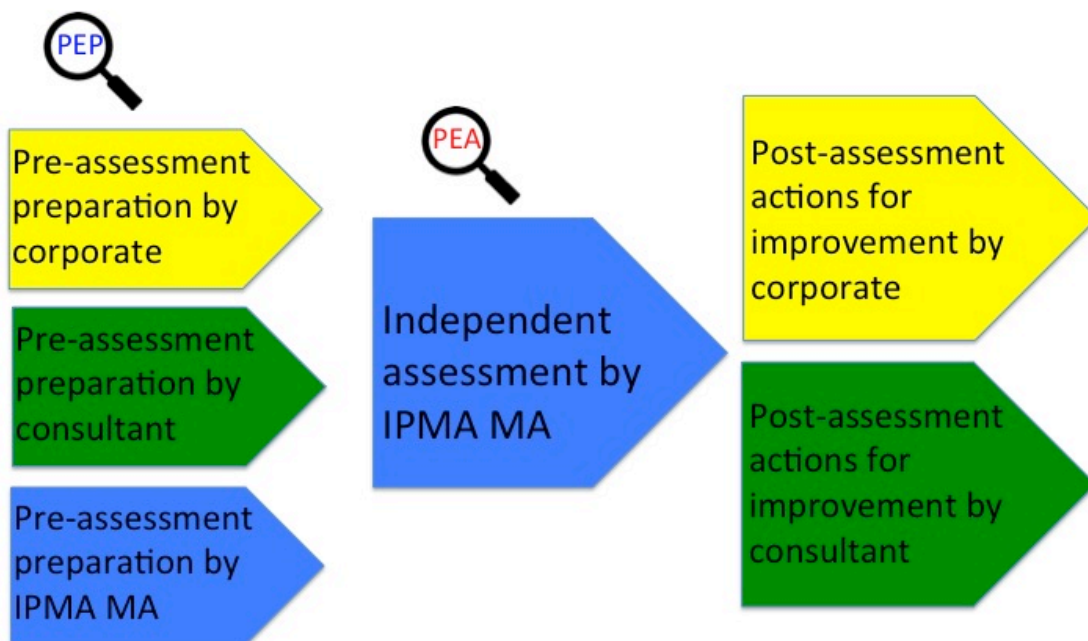 PEP
Pre-assessment
preparation by
corporate
Pre-assessment
preparation by
consultant
Pre-assessment
preparation by
IPMA MA
PEA
Independent
assessment by
IPMA MA
Post-assessment
actions for
improvement by
corporate
Post-assessment
actions for
improvement by
consultant